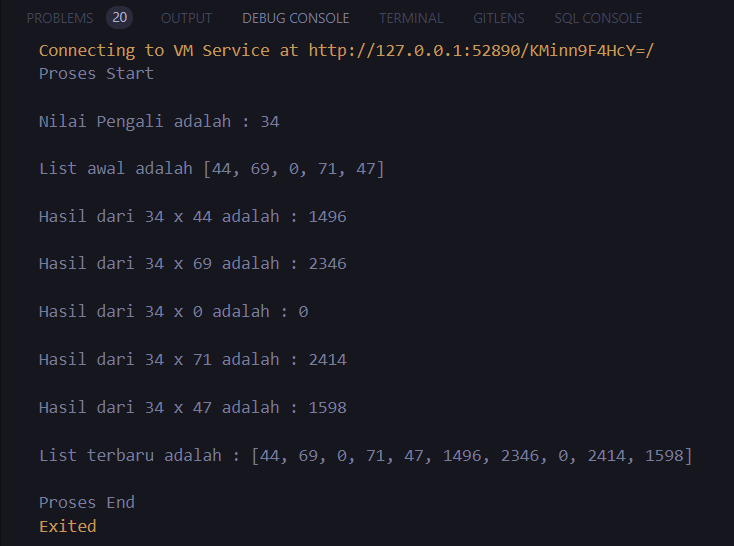 PROBLEMS 20 OUTPUT DEBUG CONSOLE TERMINAL GITLENS SQL CONSOLE
Connecting to VM Service at http://127.0.0.1:52890/KMinn9F4HcY=/
Proses Start
Nilai Pengali adalah : 34
List awal adalah [44, 69, 0, 71, 47]
Hasil dari 34 x 44 adalah : 1496
Hasil dari 34 x 69 adalah : 2346
Hasil dari 34 x 0 adalah : 0
Hasil dari 34 x 71 adalah : 2414
Hasil dari 34 x 47 adalah : 1598
List terbaru adalah : [44, 69, 0, 71, 47, 1496, 2346, 0, 2414, 1598]
Proses End
Exited